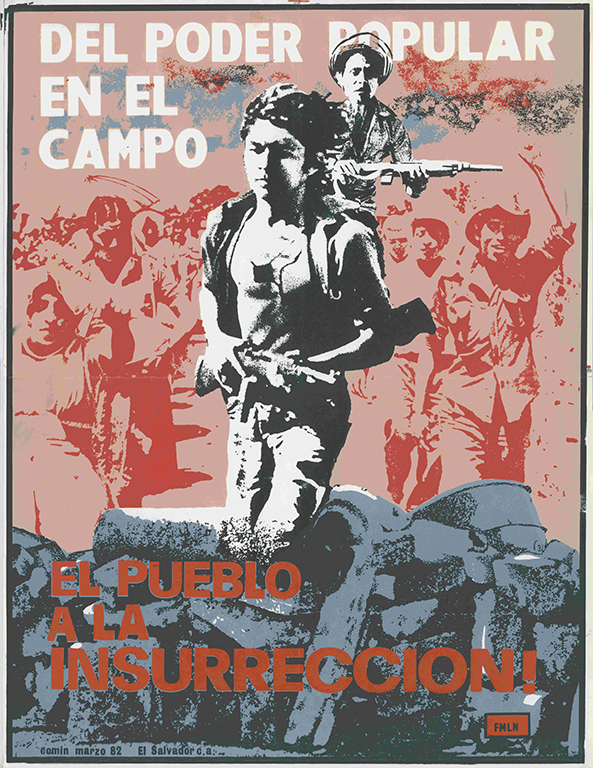 DEL PODER POPULAR
EN EL
CAMPO
EL PUEBLO
A LA
INSURRECCION!
FMLN
comin marzo 82 El Salvador c.a.